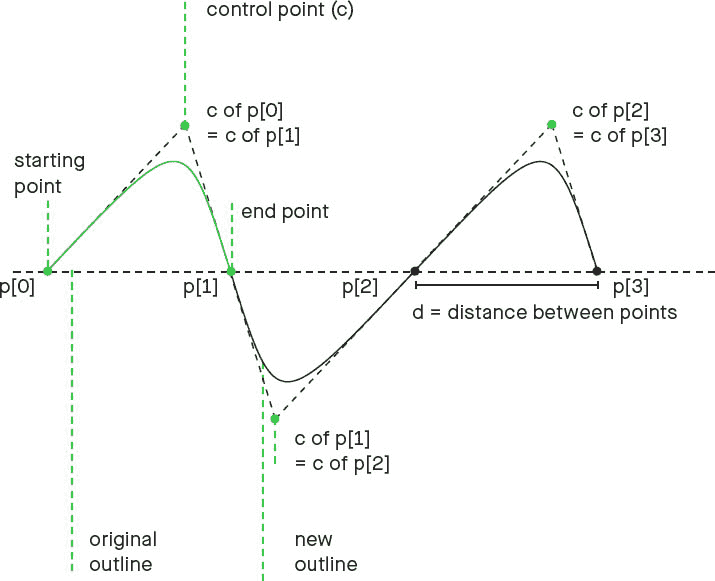 control point (c)
c of p[0]
= c of p[1]
c of p[2]
= c of p[3]
starting
point
end point
p[0]
p[1]
p[2]
p[3]
d = distance between points
c of p[1]
= c of p[2]
original
outline
new
outline